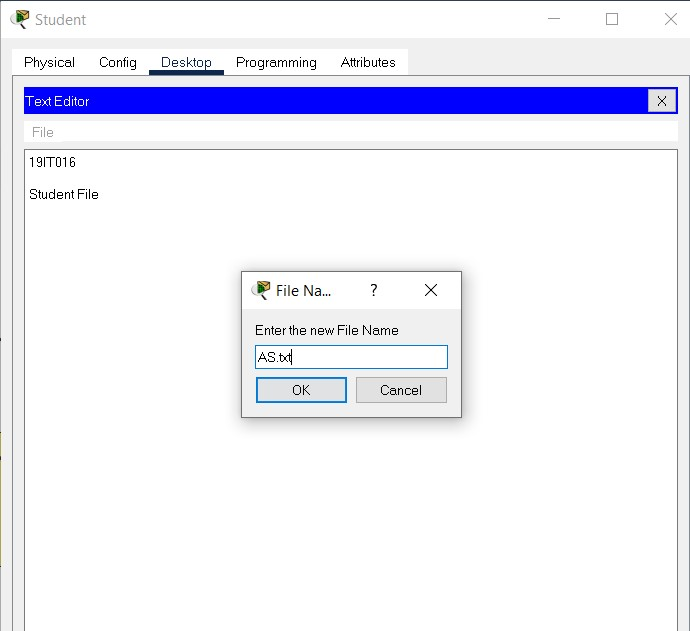 Student
Physical Config Desktop Programming Attributes
Text Editor X
File
19IT016
Student File
File Na... ?
Enter the new File Name
AS.txt
OK Cancel